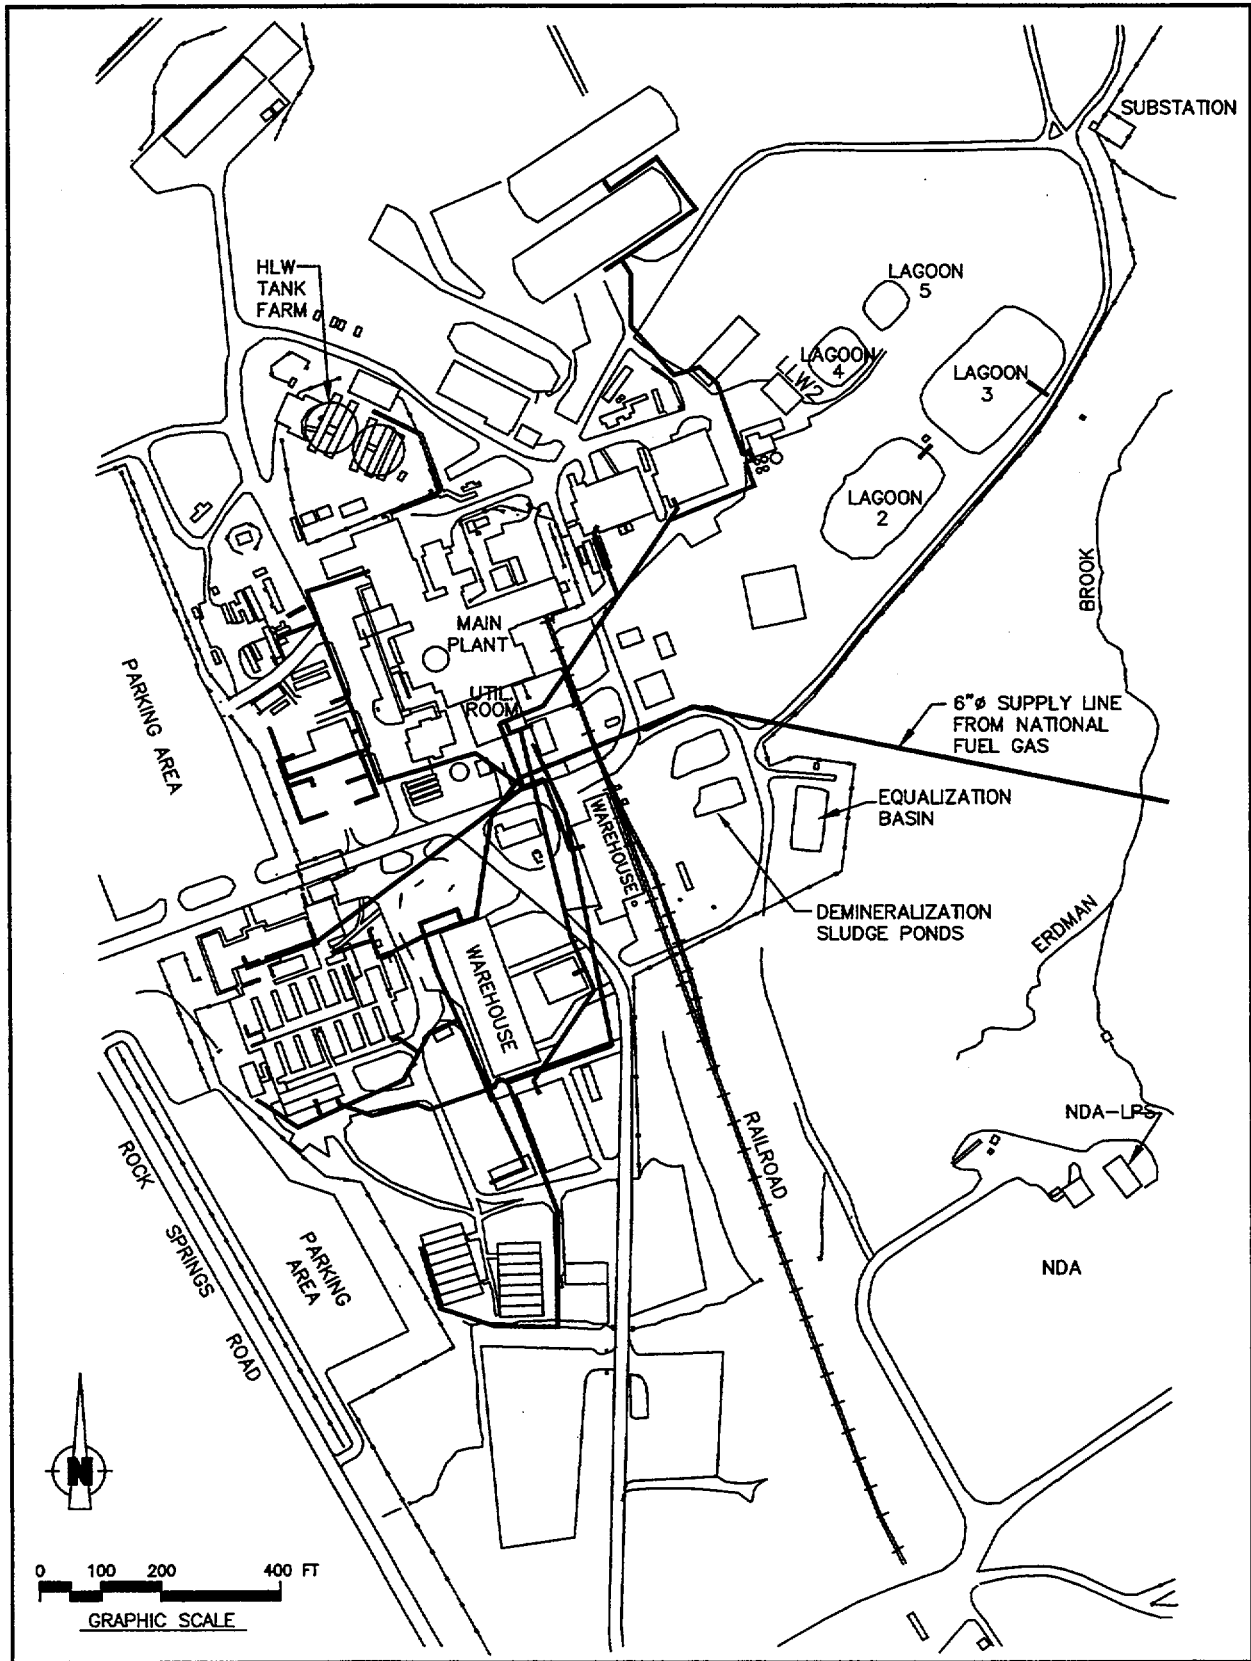 SUBSTATION
HLW
TANK
FARM
LAGOON
5
LAGOON
4
LLW2
LAGOON
3
LAGOON
2
BROOK
MAIN
PLANT
UTIL.
ROOM
PARKING AREA
6"ø SUPPLY LINE
FROM NATIONAL
FUEL GAS
EQUALIZATION
BASIN
WAREHOUSE
DEMINERALIZATION
SLUDGE PONDS
ERDMAN
WAREHOUSE
NDA-LPS
RAILROAD
ROCK
SPRINGS
ROAD
PARKING
AREA
NDA
N
0 100 200 400 FT
GRAPHIC SCALE